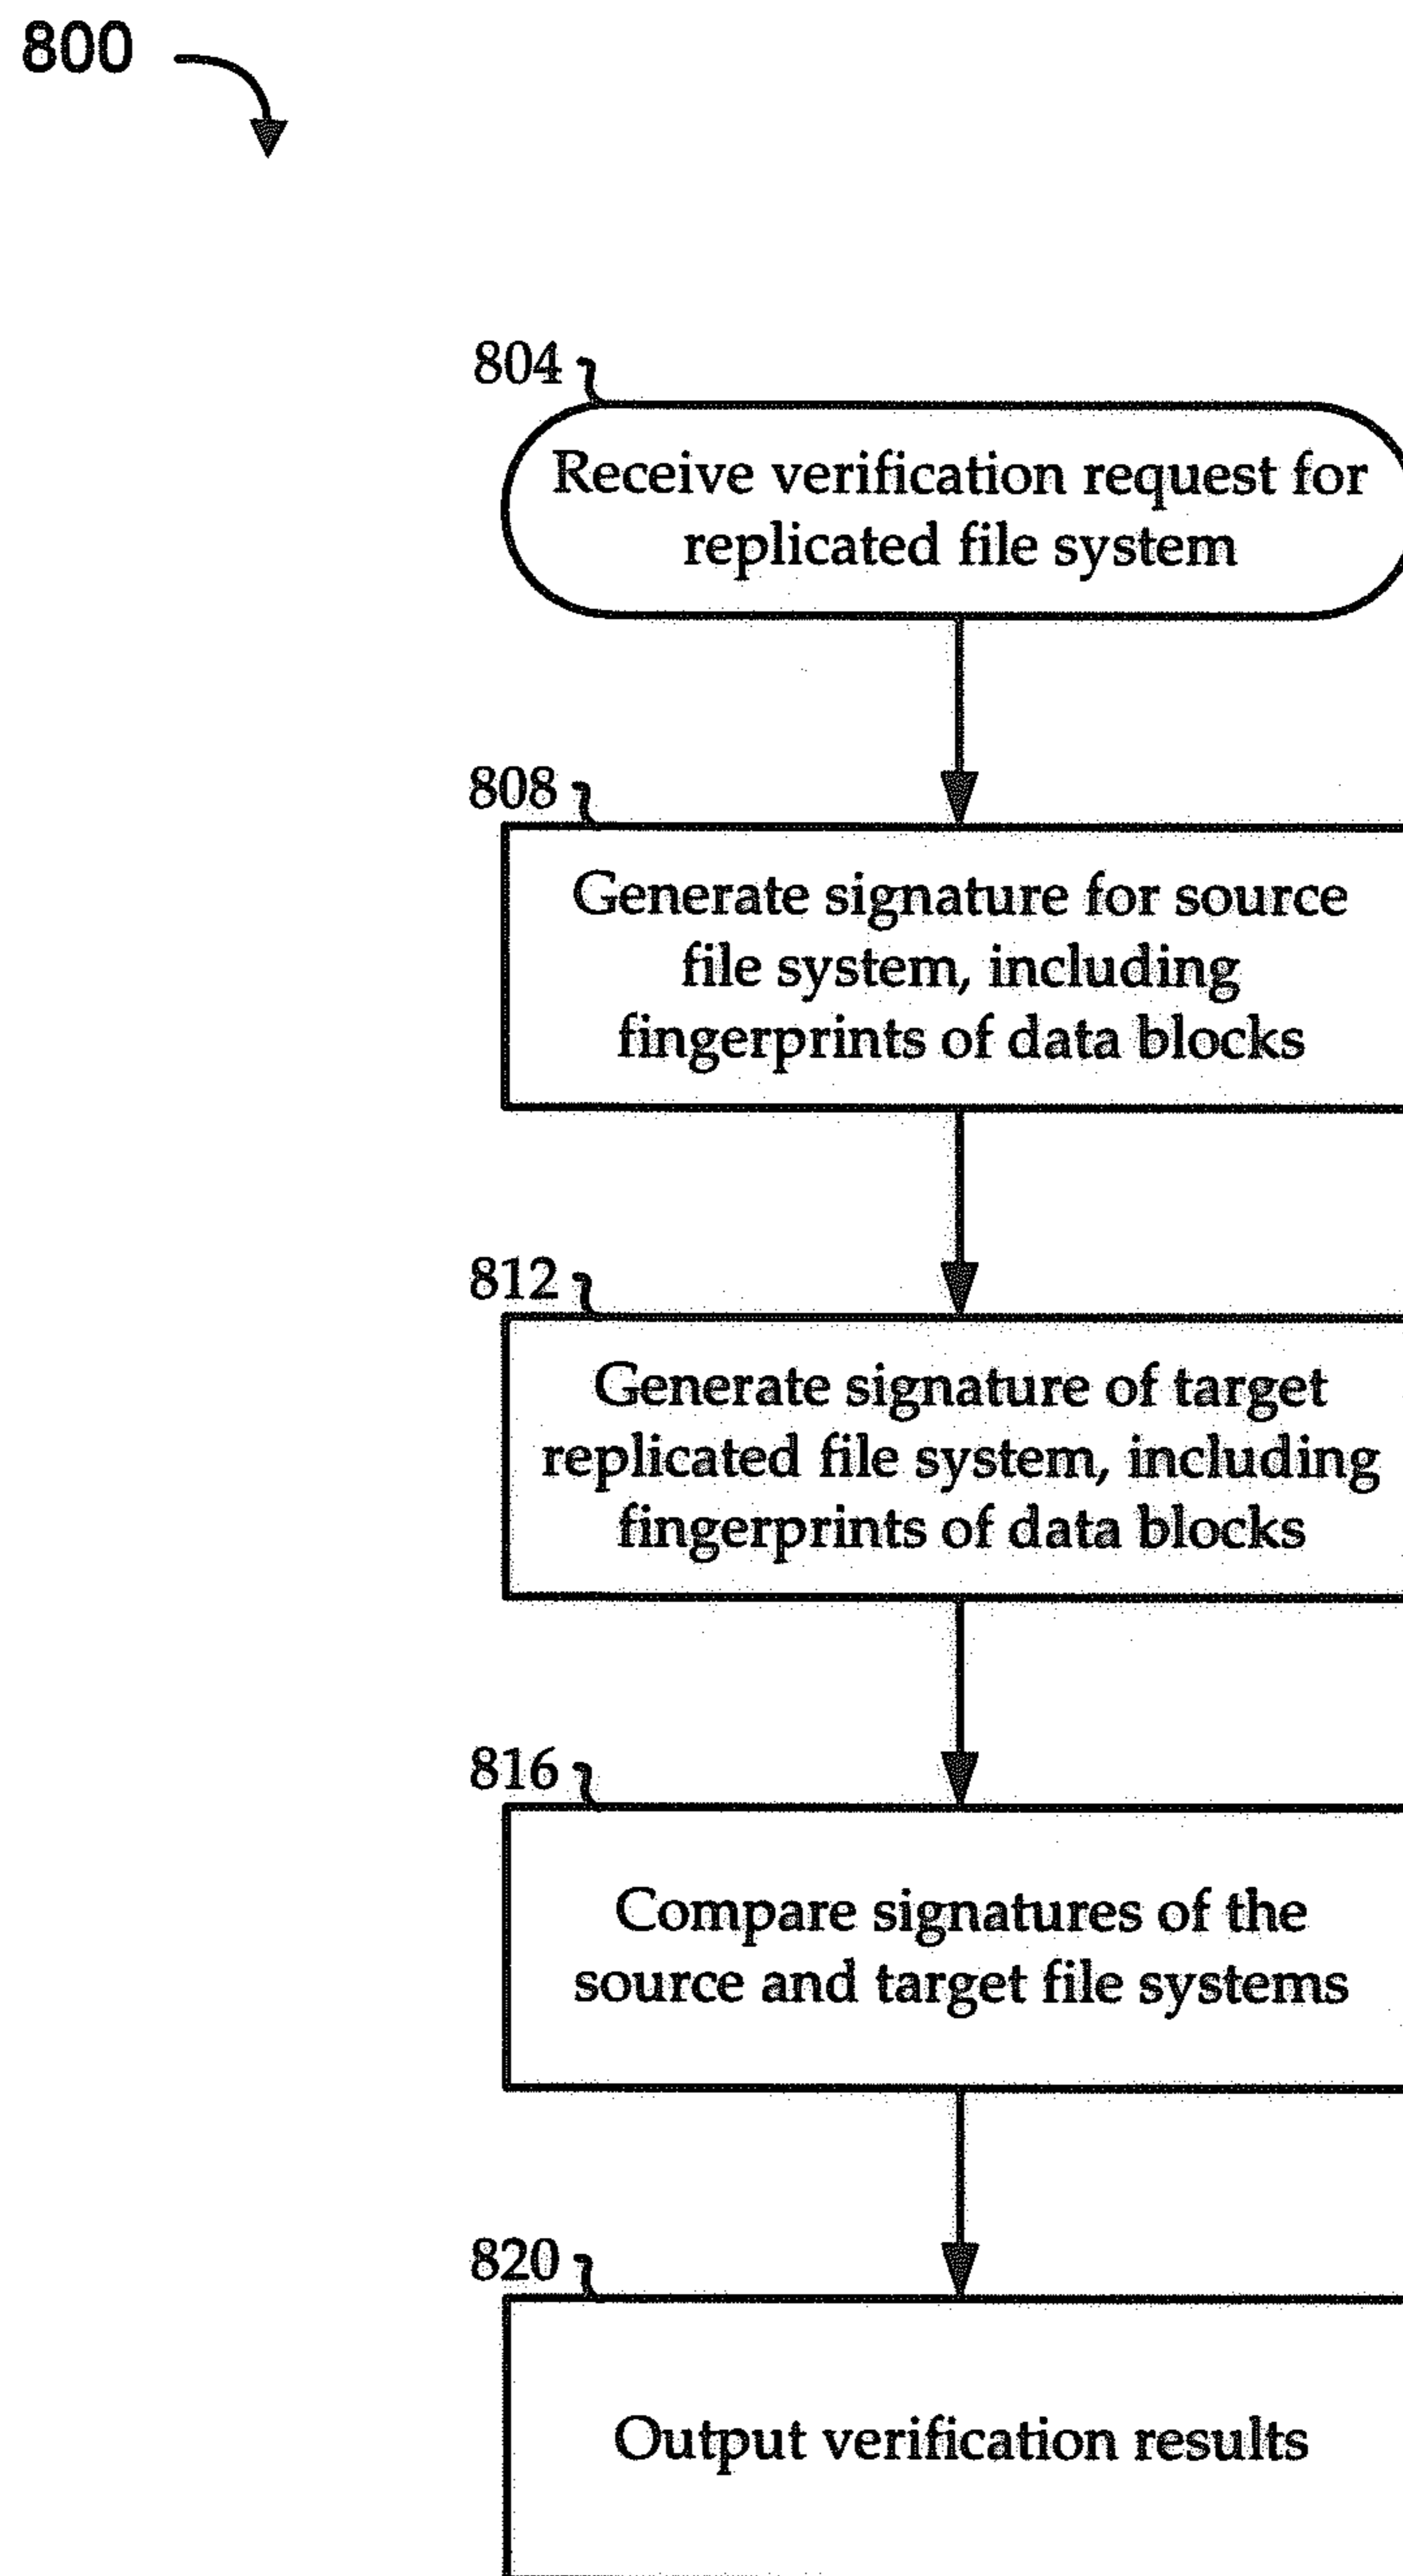 800
804
Receive verification request for
replicated file system
808
Generate signature for source
file system, including
fingerprints of data blocks
812
Generate signature of target
replicated file system, including
fingerprints of data blocks
816
Compare signatures of the
source and target file systems
820
Output verification results